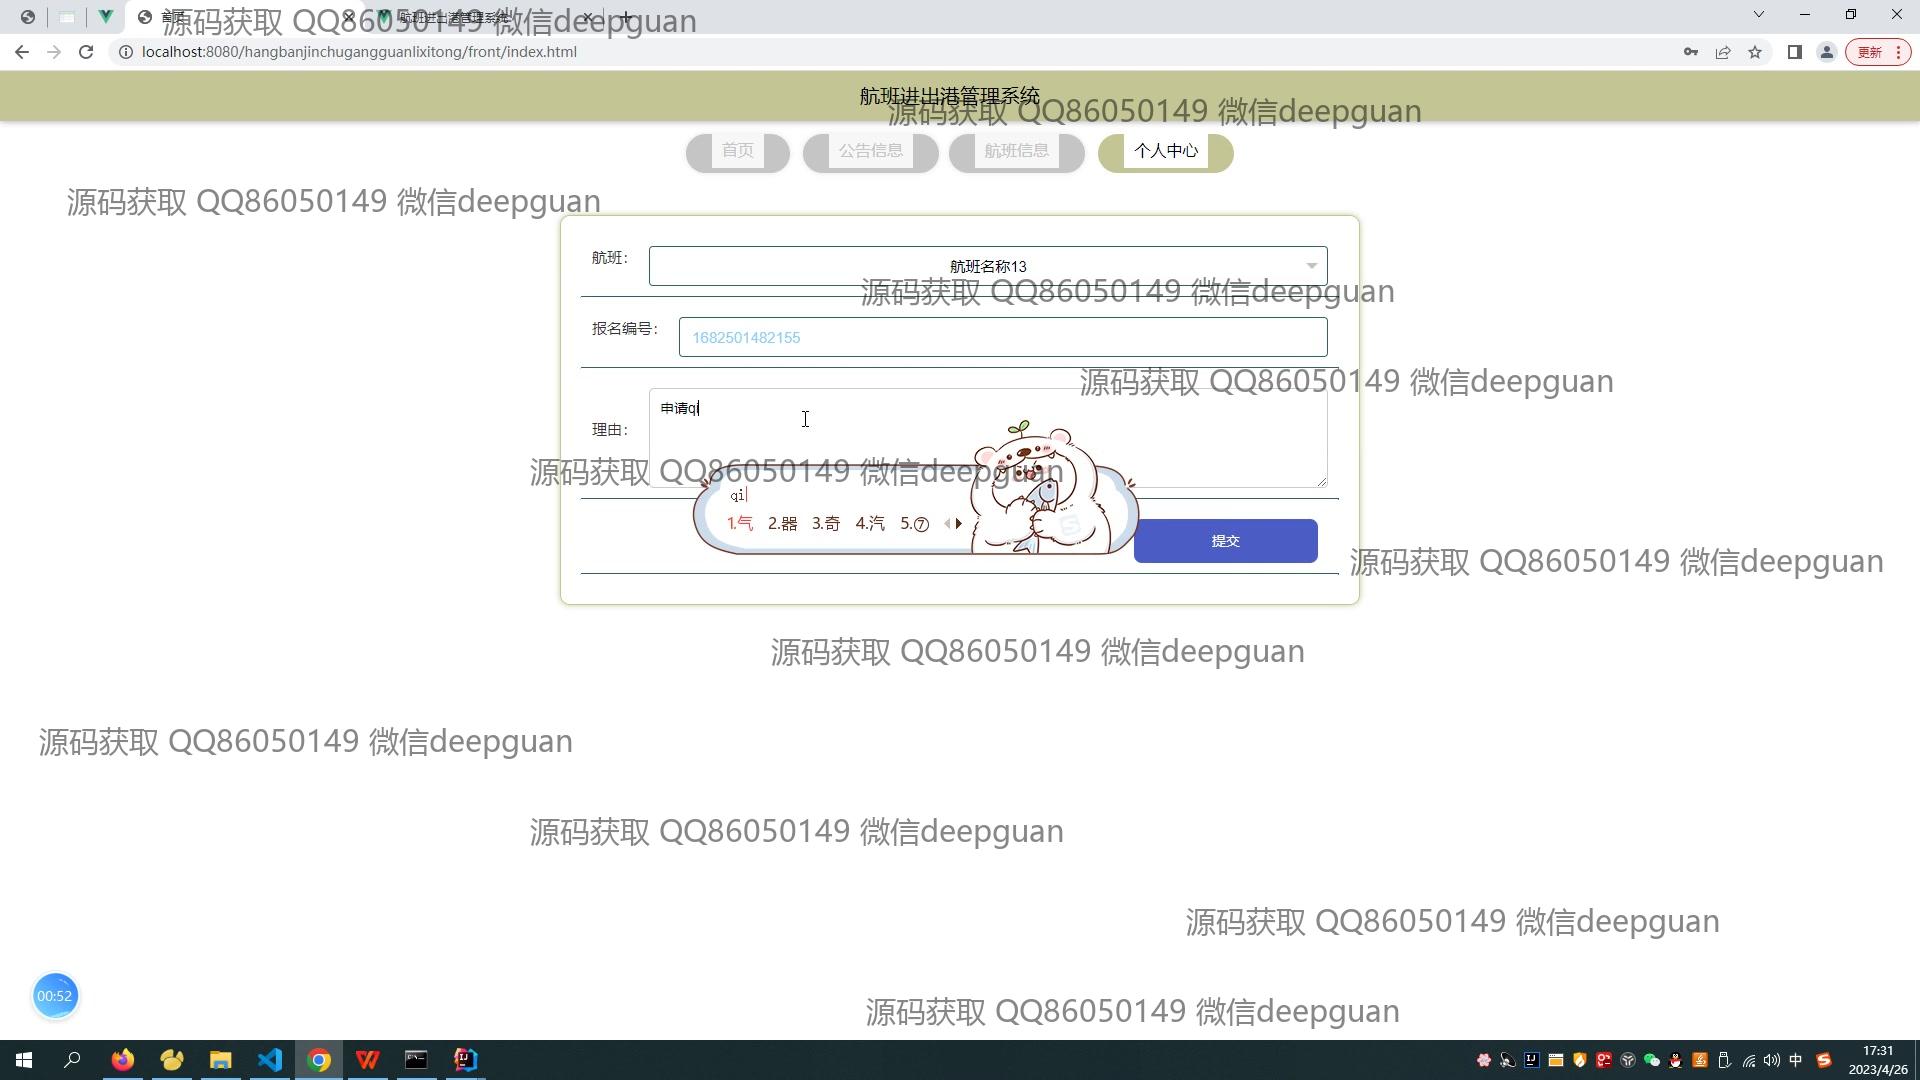 首页
航班进出港管理系统
源码获取 QQ86050149 微信deepguan
localhost:8080/hangbanjinchugangguanlixitong/front/index.html
更新
航班进出港管理系统
源码获取 QQ86050149 微信deepguan
首页 公告信息 航班信息 个人中心
源码获取 QQ86050149 微信deepguan
航班： 航班名称13
源码获取 QQ86050149 微信deepguan
报名编号： 1682501482155
源码获取 QQ86050149 微信deepguan
申请qi
理由：
源码获取 QQ86050149 微信deepguan
qi
1.气 2.器 3.奇 4.汽 5.⑦
提交
源码获取 QQ86050149 微信deepguan
源码获取 QQ86050149 微信deepguan
源码获取 QQ86050149 微信deepguan
源码获取 QQ86050149 微信deepguan
源码获取 QQ86050149 微信deepguan
00:52
源码获取 QQ86050149 微信deepguan
中
17:31
2023/4/26